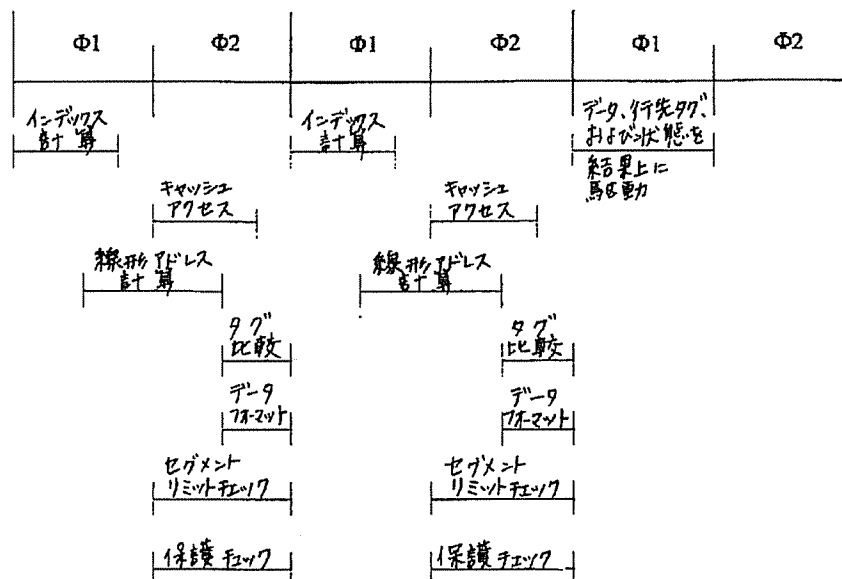 Φ1 Φ2 Φ1 Φ2 Φ1 Φ2
インデックス
計算
インデックス
計算
データ、行先タグ、
および状態を
結果上に
駆動
キャッシュ
アクセス
キャッシュ
アクセス
線形アドレス
計算
線形アドレス
計算
タグ
比較
タグ
比較
データ
フォーマット
データ
フォーマット
セグメント
リミットチェック
セグメント
リミットチェック
保護チェック
保護チェック